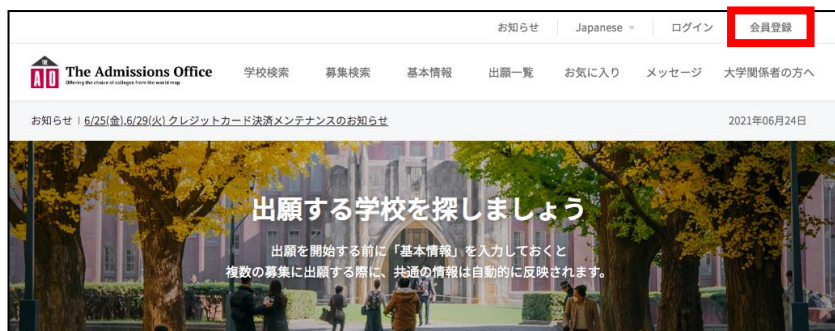 お知らせ Japanese ログイン 会員登録
THE
AO The Admissions Office 学校検索 募集検索 基本情報 出願一覧 お気に入り メッセージ 大学関係者の方へ
Offering the choice of colleges from the world map
お知らせ | 6/25(金),6/29(火) クレジットカード決済メンテナンスのお知らせ 2021年06月24日
出願する学校を探しましょう
出願を開始する前に「基本情報」を入力しておくと
複数の募集に出願する際に、共通の情報は自動的に反映されます。